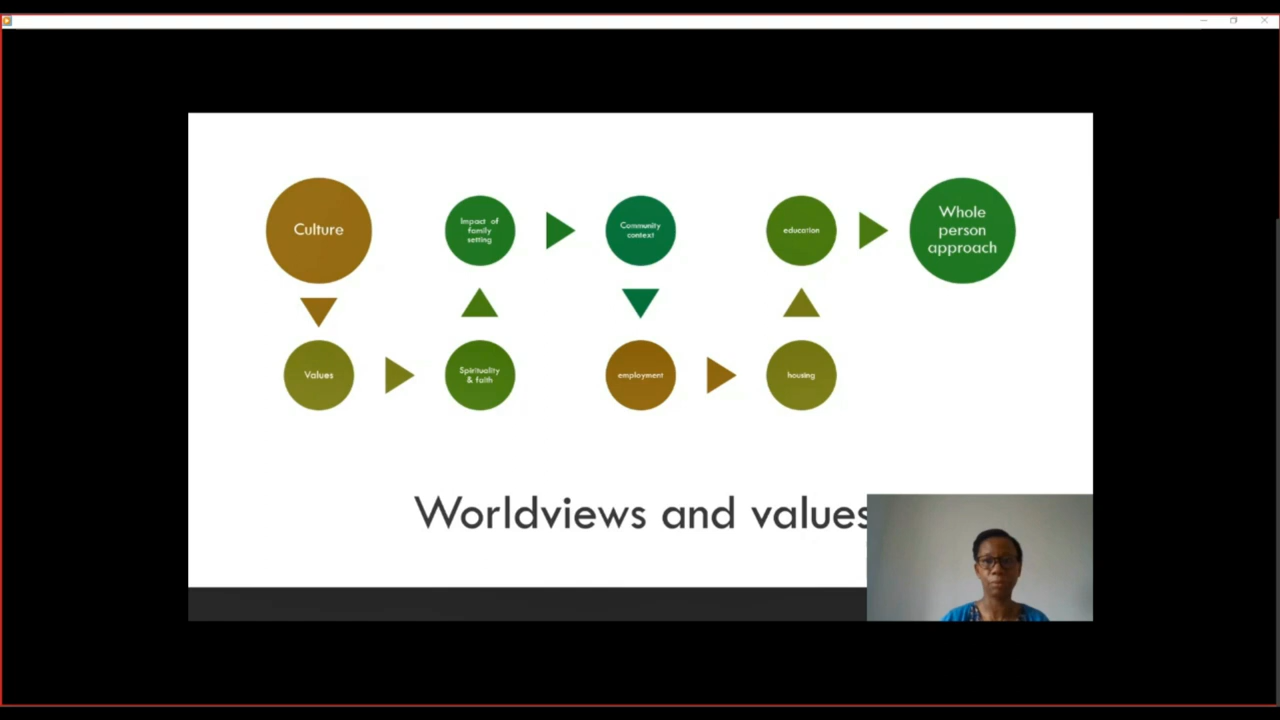 Culture
Values
Spirituality
& faith
Impact of
family
setting
Community
context
employment
housing
education
Whole
person
approach
Worldviews and values